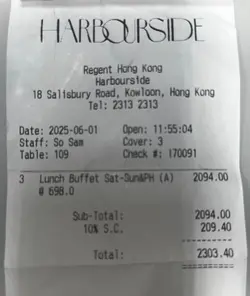 HARBOURSIDE
Regent Hong Kong
Harbourside
18 Salisbury Road, Kowloon, Hong Kong
Tel: 2313 2313
Date: 2025-06-01 Open: 11:55:04
Staff: So Sam Cover: 3
Table: 109 Check #: 170091
3 Lunch Buffet Sat-Sun&PH (A) 2094.00
@ 698.0
Sub-Total: 2094.00
10% S.C. 209.40
Total: 2303.40